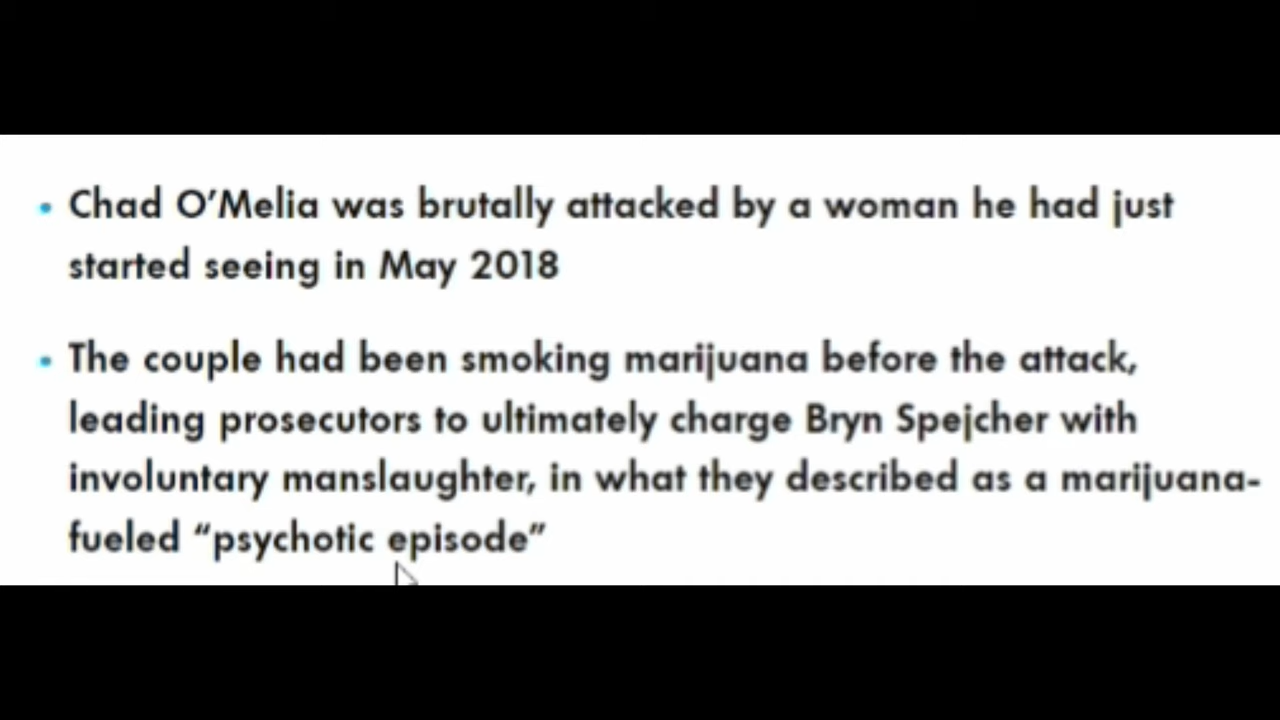 • Chad O’Melia was brutally attacked by a woman he had just
started seeing in May 2018
• The couple had been smoking marijuana before the attack,
leading prosecutors to ultimately charge Bryn Spejcher with
involuntary manslaughter, in what they described as a marijuana-
fueled “psychotic episode”